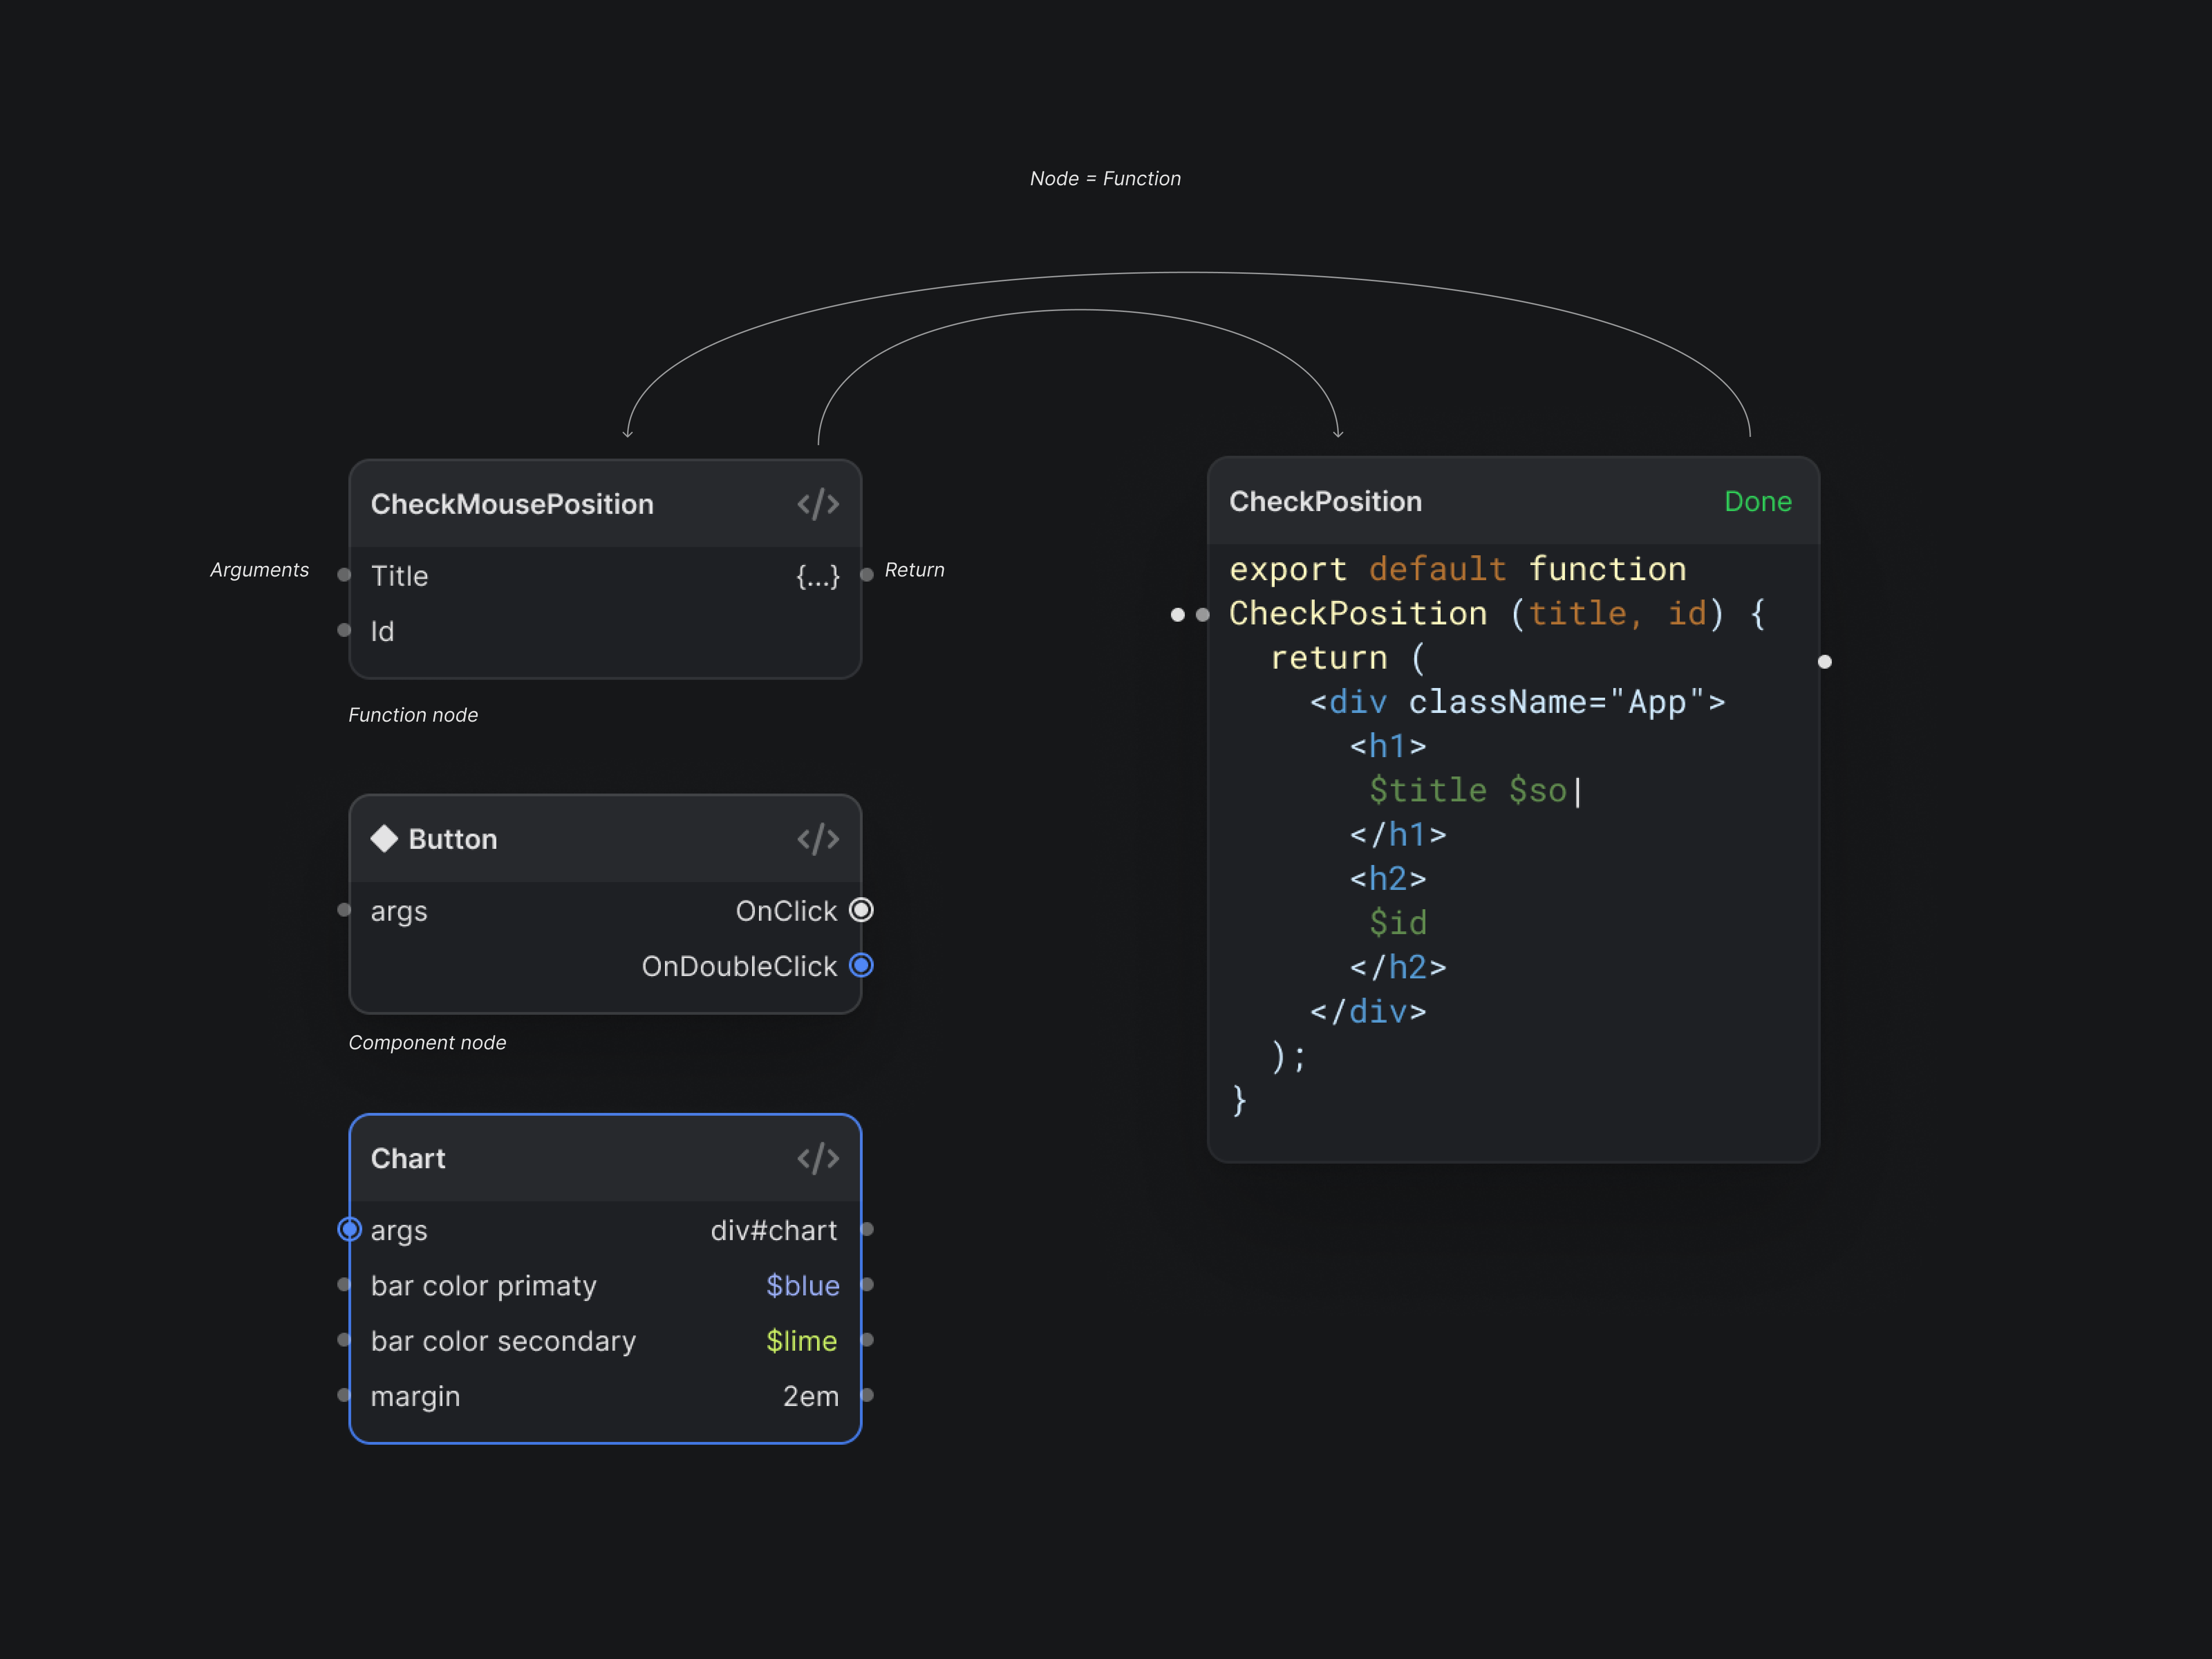 Node = Function
CheckMousePosition </>
Arguments Title {...} Return
Id
Function node
Button </>
args OnClick
OnDoubleClick
Component node
Chart </>
args div#chart
bar color primaty $blue
bar color secondary $lime
margin 2em
CheckPosition Done
export default function
CheckPosition (title, id) {
return (
<div className="App">
<h1>
$title $so|
</h1>
<h2>
$id
</h2>
</div>
);
}